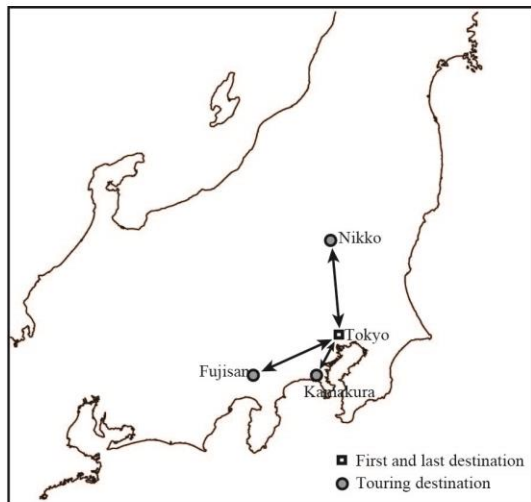 Nikko
Tokyo
Fujisan
Kamakura
First and last destination
Touring destination